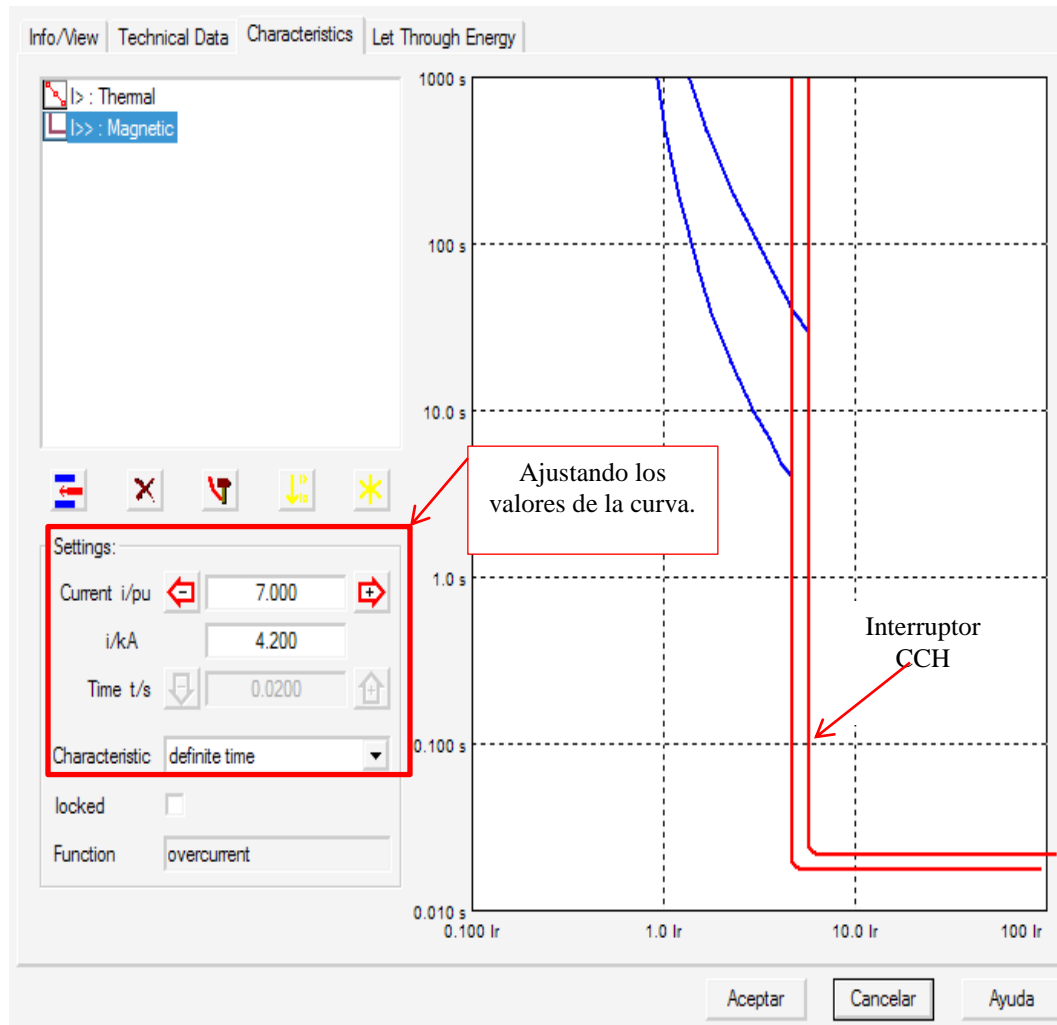 Info/View
Technical Data
Characteristics
Let Through Energy
I> : Thermal
I>> : Magnetic
1000 s
100 s
10.0 s
1.0 s
0.100 s
0.010 s
0.100 Ir
1.0 Ir
10.0 Ir
100 Ir
Ajustando los
valores de la curva.
Interruptor
CCH
Settings:
Current i/pu
7.000
i/kA
4.200
Time t/s
0.0200
Characteristic
definite time
locked
Function
overcurrent
Aceptar
Cancelar
Ayuda